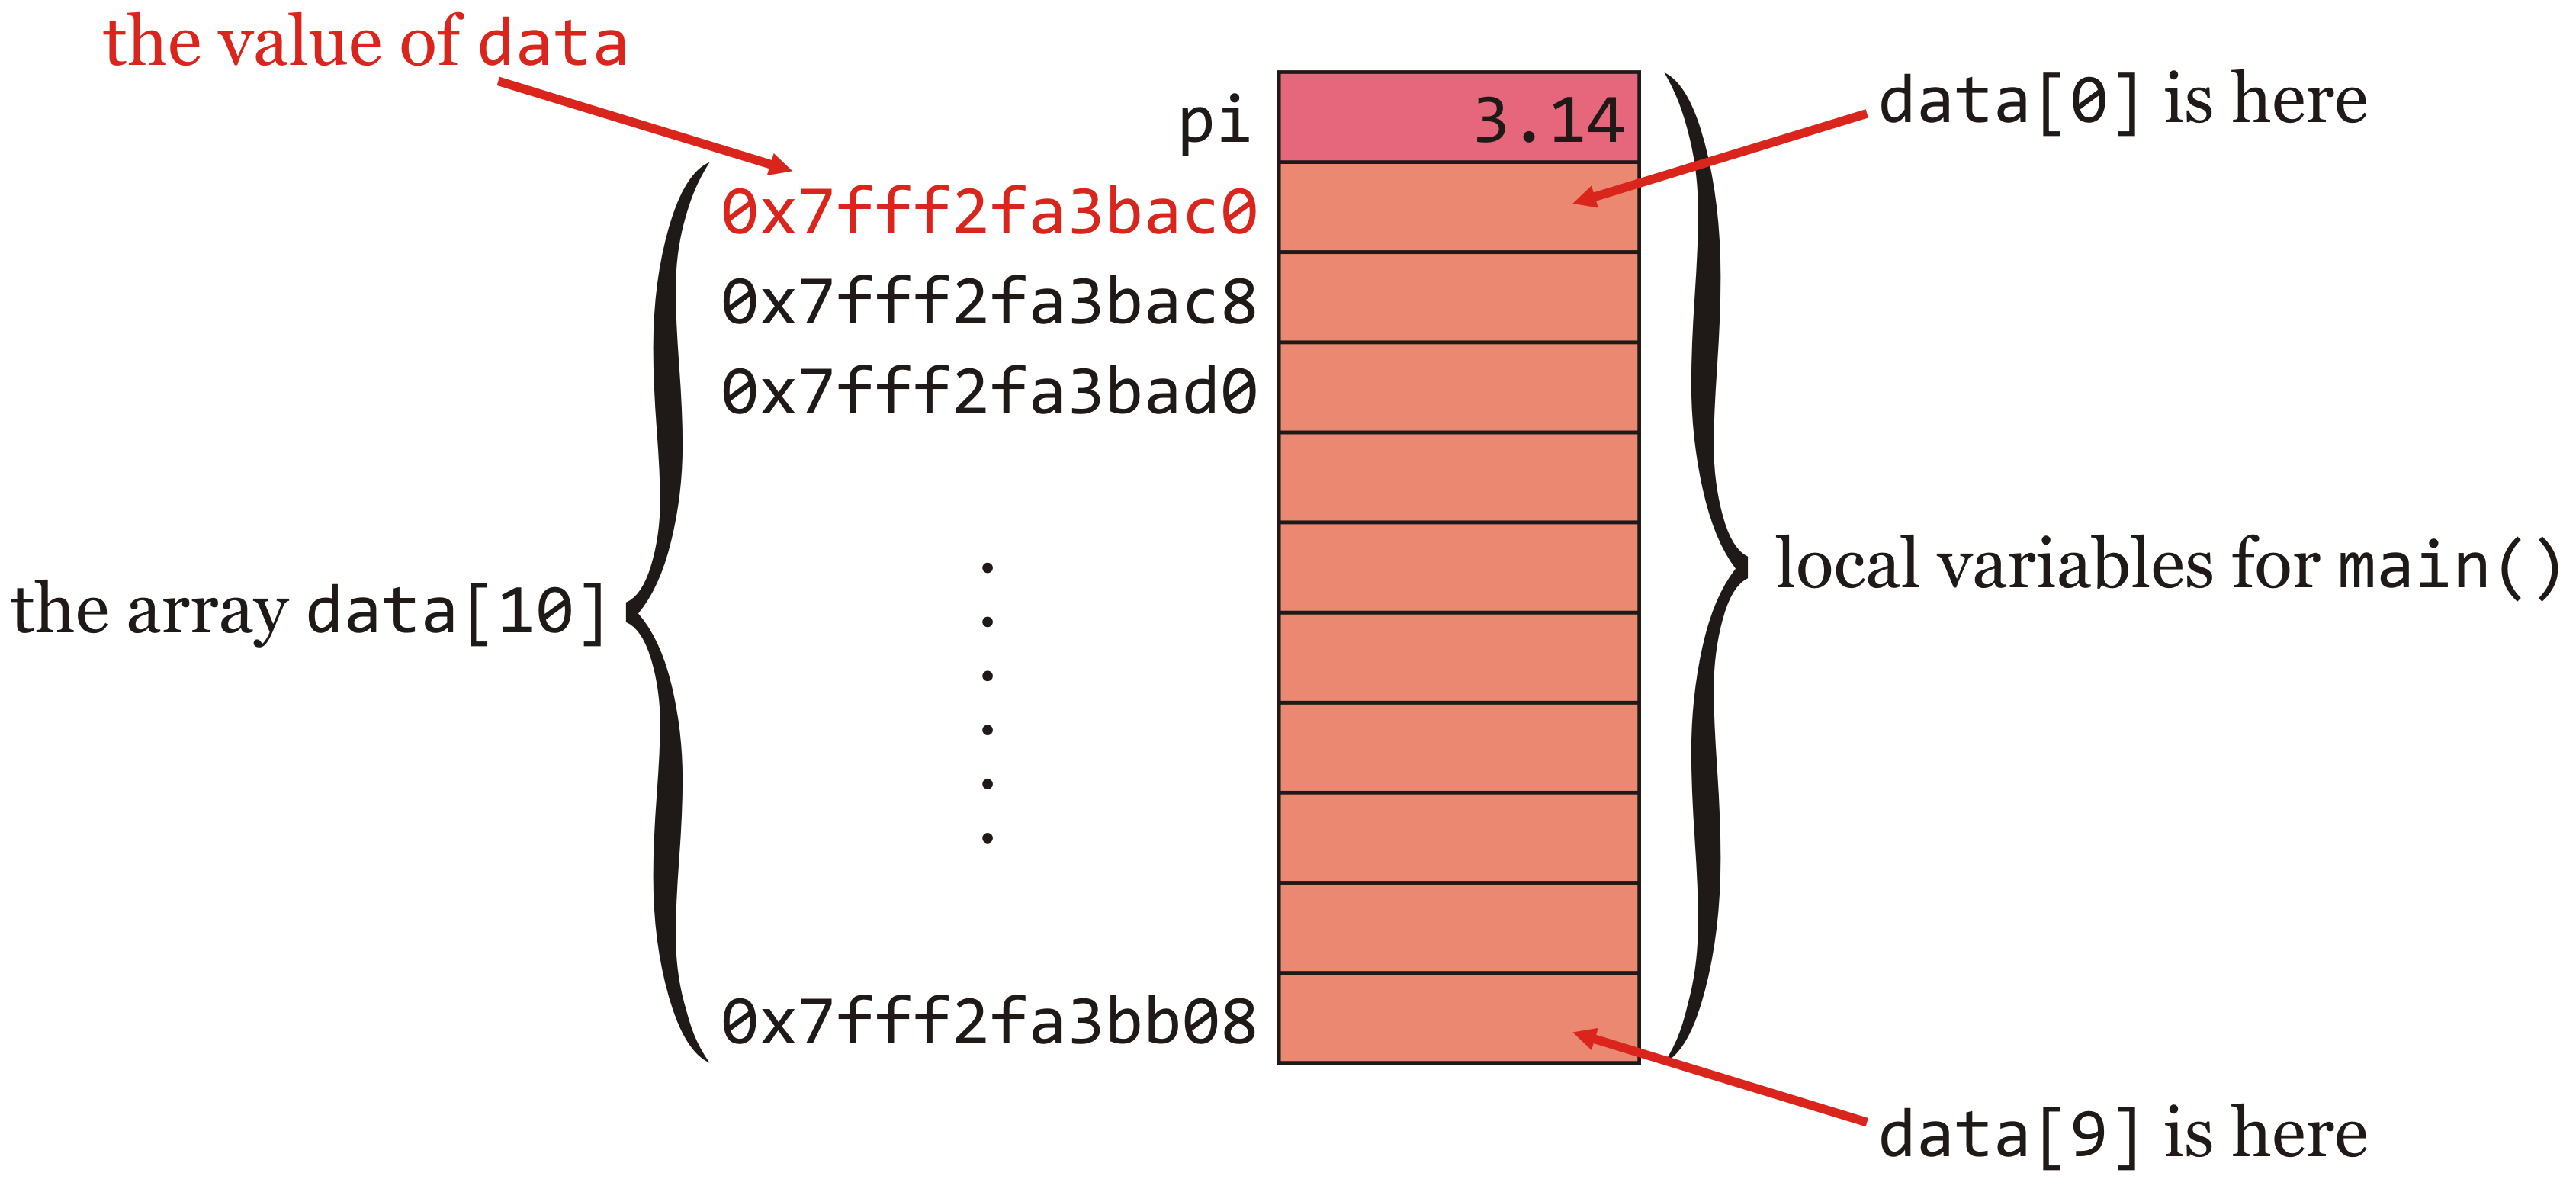 the value of data
data[0] is here
pi 3.14
0x7fff2fa3bac0
0x7fff2fa3bac8
0x7fff2fa3bad0
local variables for main()
the array data[10]
0x7fff2fa3bb08
data[9] is here